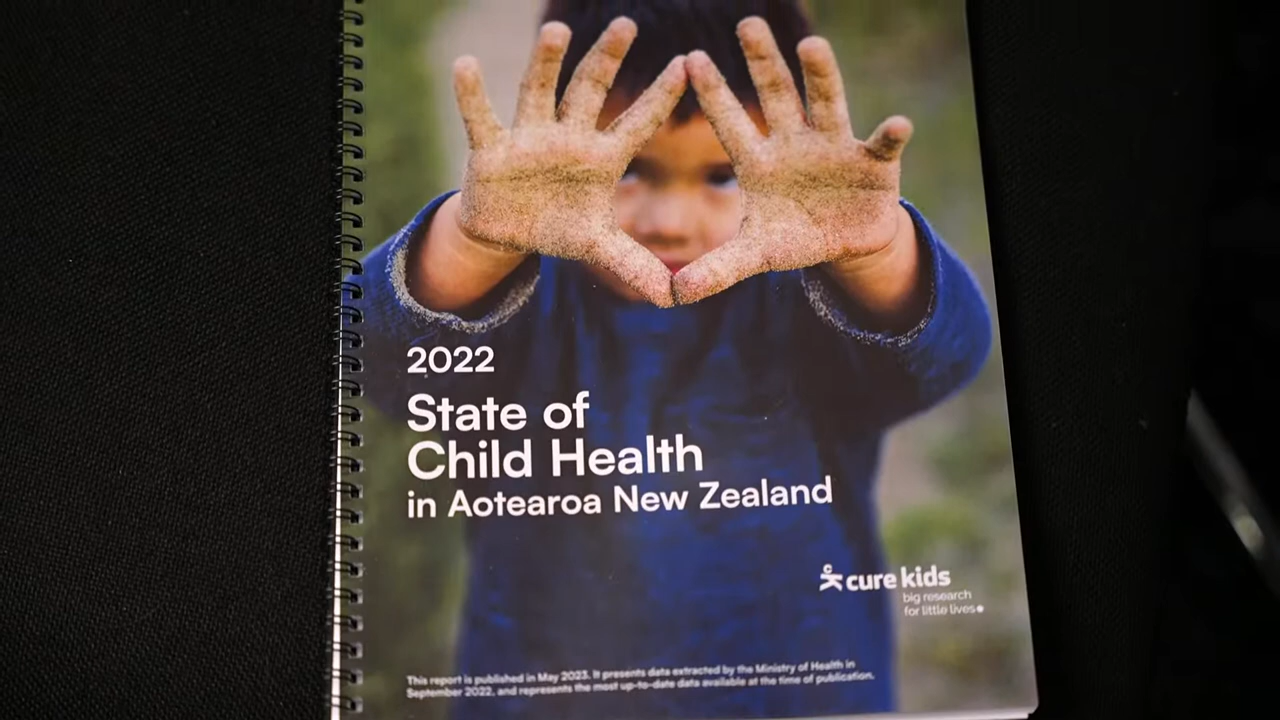 2022
State of
Child Health
in Aotearoa New Zealand
cure kids
big research
for little lives
This report is published in May 2023. It presents data extracted by the Ministry of Health in
September 2022, and represents the most up-to-date data available at the time of publication.